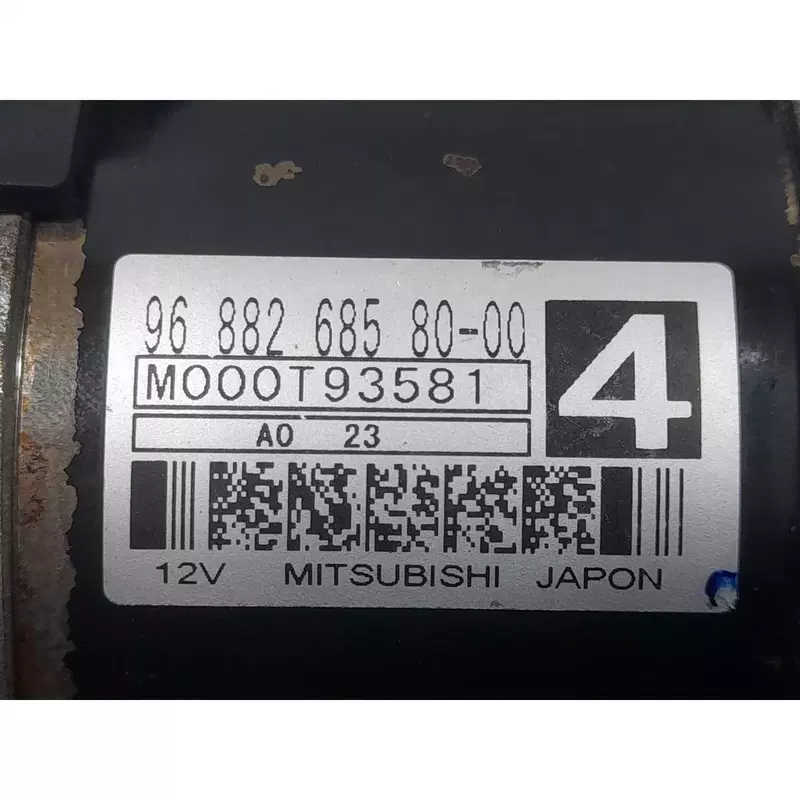 96 882 685 80-00
4
M000T93581
A0 23
12V MITSUBISHI JAPON